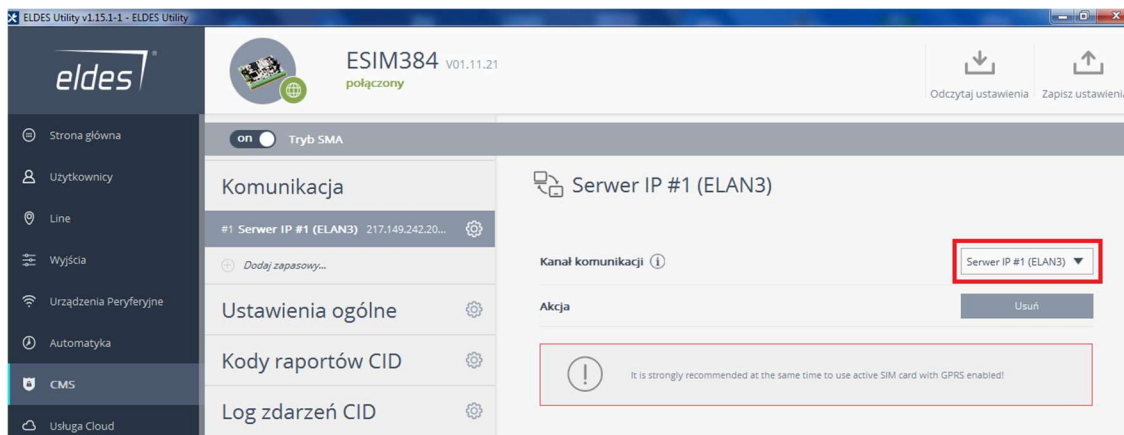 ELDES Utility v1.15.1-1 - ELDES Utility
eldes
ESIM384 V01.11.21
połączony
Odczytaj ustawienia
Zapisz ustawienia
Strona główna
Użytkownicy
Line
Wyjścia
Urządzenia Peryferyjne
Automatyka
CMS
Usługa Cloud
on Tryb SMA
Komunikacja
#1 Serwer IP #1 (ELAN3) 217.149.242.20...
Dodaj zapasowy...
Ustawienia ogólne
Kody raportów CID
Log zdarzeń CID
Serwer IP #1 (ELAN3)
Kanał komunikacji
Serwer IP #1 (ELAN3)
Akcja
Usuń
It is strongly recommended at the same time to use active SIM card with GPRS enabled!